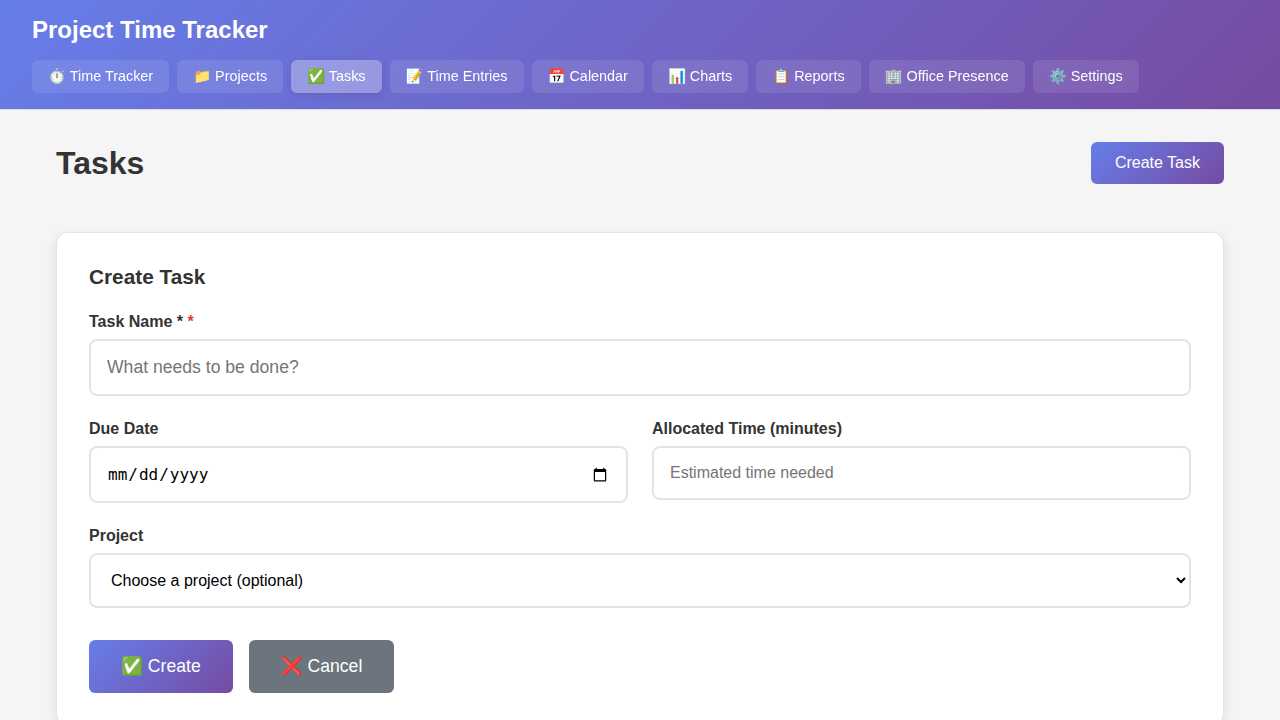 Project Time Tracker
⏱️ Time Tracker 📁 Projects ✅ Tasks 📝 Time Entries 📅 Calendar 📊 Charts 📋 Reports 🏢 Office Presence ⚙️ Settings
Tasks
Create Task
Create Task
Task Name * *
What needs to be done?
Due Date
Allocated Time (minutes)
mm/dd/yyyy
Estimated time needed
Project
Choose a project (optional)
✅ Create
❌ Cancel